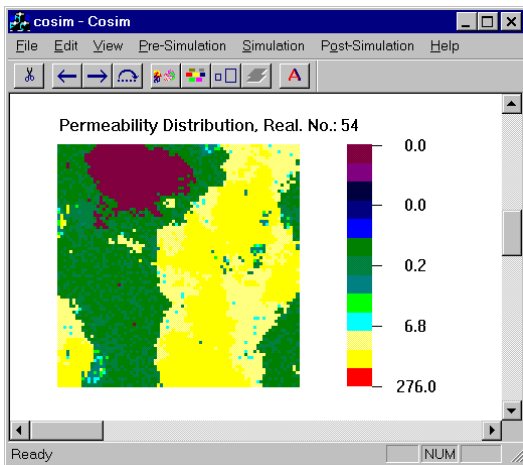 cosim - Cosim
File Edit View Pre-Simulation Simulation Post-Simulation Help
A
Permeability Distribution, Real. No.: 54
0.0
0.0
0.2
6.8
276.0
Ready
NUM